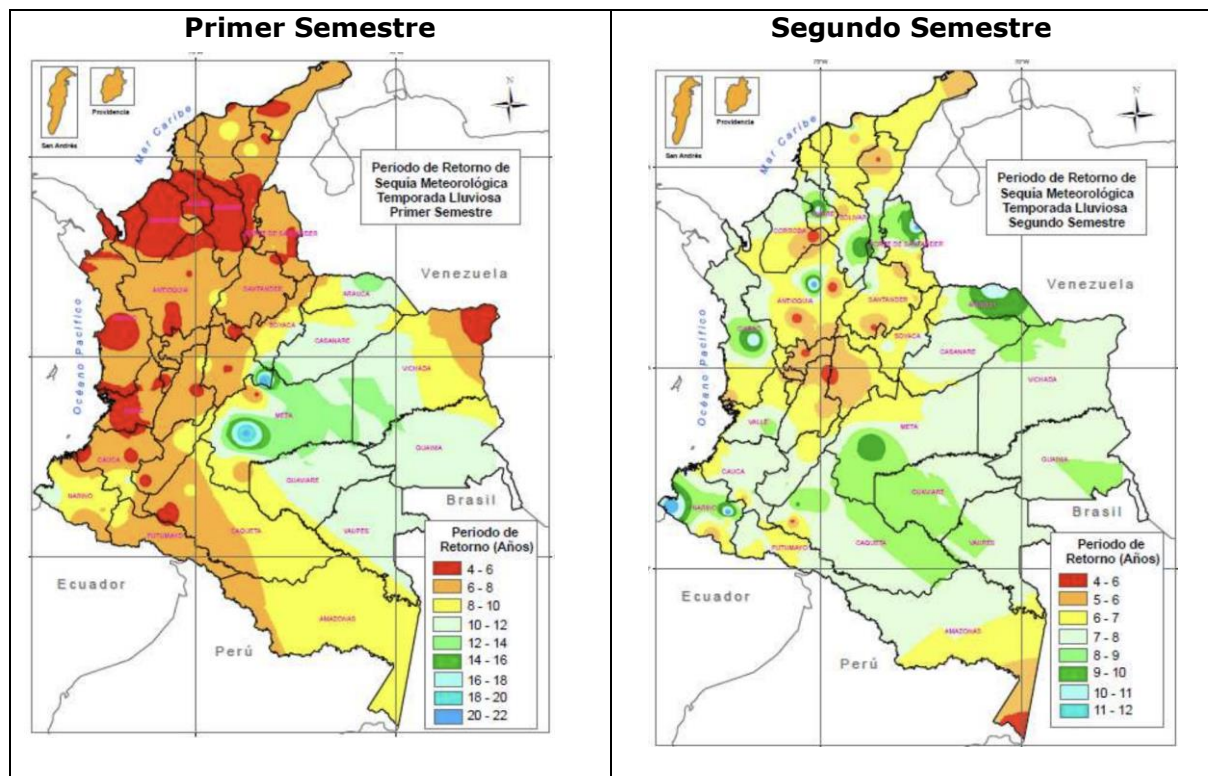 Primer Semestre
San Andrés
Providencia
N
Mar Caribe
Periodo de Retorno de
Sequía Meteorológica
Temporada Lluviosa
Primer Semestre
Venezuela
Océano Pacífico
ANTIOQUIA
SANTANDER
ARAUCA
BOYACA
CASANARE
VICHADA
META
GUAINIA
CAUCA
GUAVIARE
NARIÑO
Brasil
VAUPES
CAQUETA
PUTUMAYO
Ecuador
AMAZONAS
Perú
Periodo de
Retorno (Años)
4 - 6
6 - 8
8 - 10
10 - 12
12 - 14
14 - 16
16 - 18
18 - 20
20 - 22
Segundo Semestre
San Andrés
Providencia
N
Mar Caribe
Periodo de Retorno de
Sequía Meteorológica
Temporada Lluviosa
Segundo Semestre
BOLIVAR
CORDOBA
NORTE DE SANTANDER
Venezuela
Océano Pacífico
ANTIOQUIA
SANTANDER
CHOCO
BOYACA
CASANARE
VICHADA
VALLE
META
CAUCA
GUAINIA
GUAVIARE
NARIÑO
Brasil
PUTUMAYO
CAQUETA
VAUPES
Ecuador
AMAZONAS
Perú
Periodo de
Retorno (Años)
4 - 6
5 - 6
6 - 7
7 - 8
8 - 9
9 - 10
10 - 11
11 - 12